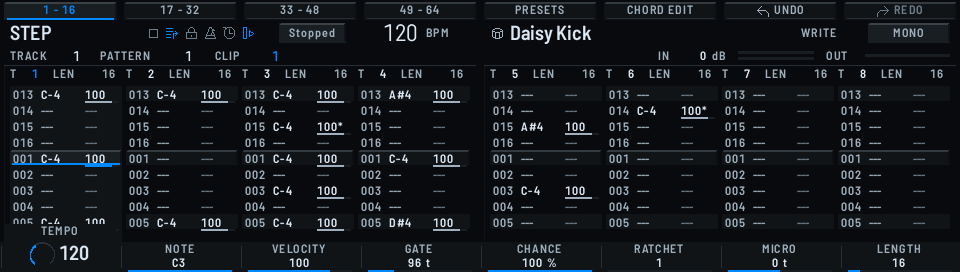 1 - 16 17 - 32 33 - 48 49 - 64 PRESETS CHORD EDIT UNDO REDO
STEP Stopped 120 BPM Daisy Kick WRITE MONO
TRACK 1 PATTERN 1 CLIP 1 IN 0 dB OUT
T 1 LEN 16 T 2 LEN 16 T 3 LEN 16 T 4 LEN 16 T 5 LEN 16 T 6 LEN 16 T 7 LEN 16 T 8 LEN 16
013 C-4 100 013 C-4 100 013 C-4 100 013 A#4 100 013 --- --- 013 --- --- 013 --- --- 013 --- ---
014 --- --- 014 --- --- 014 --- --- 014 --- --- 014 --- --- 014 C-4 100* 014 --- --- 014 --- ---
015 --- --- 015 --- --- 015 C-4 100* 015 --- --- 015 A#4 100 015 --- --- 015 --- --- 015 --- ---
016 --- --- 016 --- --- 016 --- --- 016 --- --- 016 --- --- 016 --- --- 016 --- --- 016 --- ---
001 C-4 100 001 --- --- 001 C-4 100 001 C-4 100 001 --- --- 001 --- --- 001 --- --- 001 --- ---
002 --- --- 002 --- --- 002 --- --- 002 --- --- 002 --- --- 002 --- --- 002 --- --- 002 --- ---
003 --- --- 003 --- --- 003 C-4 100 003 --- --- 003 C-4 100 003 --- --- 003 --- --- 003 --- ---
004 --- --- 004 --- --- 004 --- --- 004 --- --- 004 --- --- 004 --- --- 004 --- --- 004 --- ---
005 C-4 100 005 C-4 100 005 C-4 100 005 D#4 100 005 --- --- 005 --- --- 005 --- --- 005 --- ---
TEMPO NOTE VELOCITY GATE CHANCE RATCHET MICRO LENGTH
120 C3 100 96 t 100 % 1 0 t 16